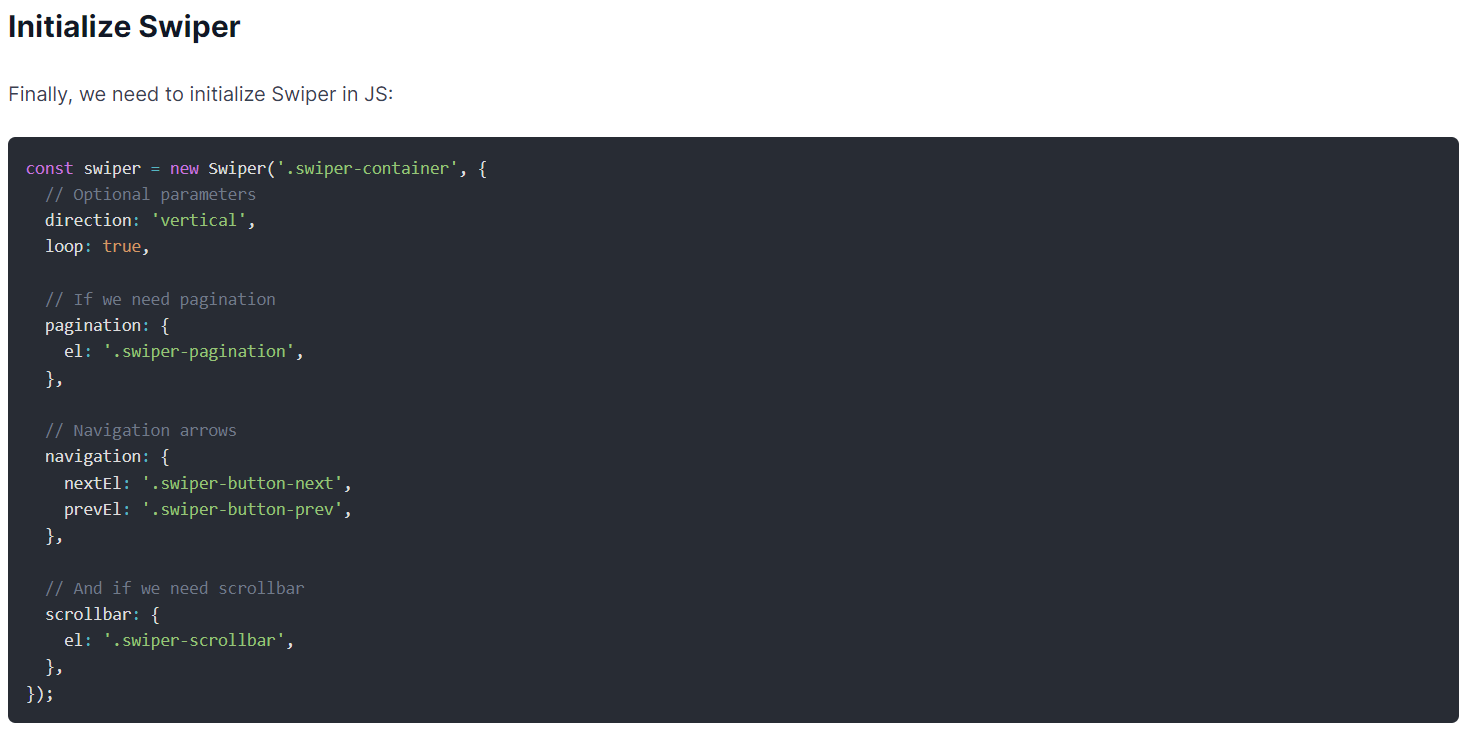 Initialize Swiper
Finally, we need to initialize Swiper in JS:
const swiper = new Swiper('.swiper-container', {
  // Optional parameters
  direction: 'vertical',
  loop: true,

  // If we need pagination
  pagination: {
    el: '.swiper-pagination',
  },

  // Navigation arrows
  navigation: {
    nextEl: '.swiper-button-next',
    prevEl: '.swiper-button-prev',
  },

  // And if we need scrollbar
  scrollbar: {
    el: '.swiper-scrollbar',
  },
});